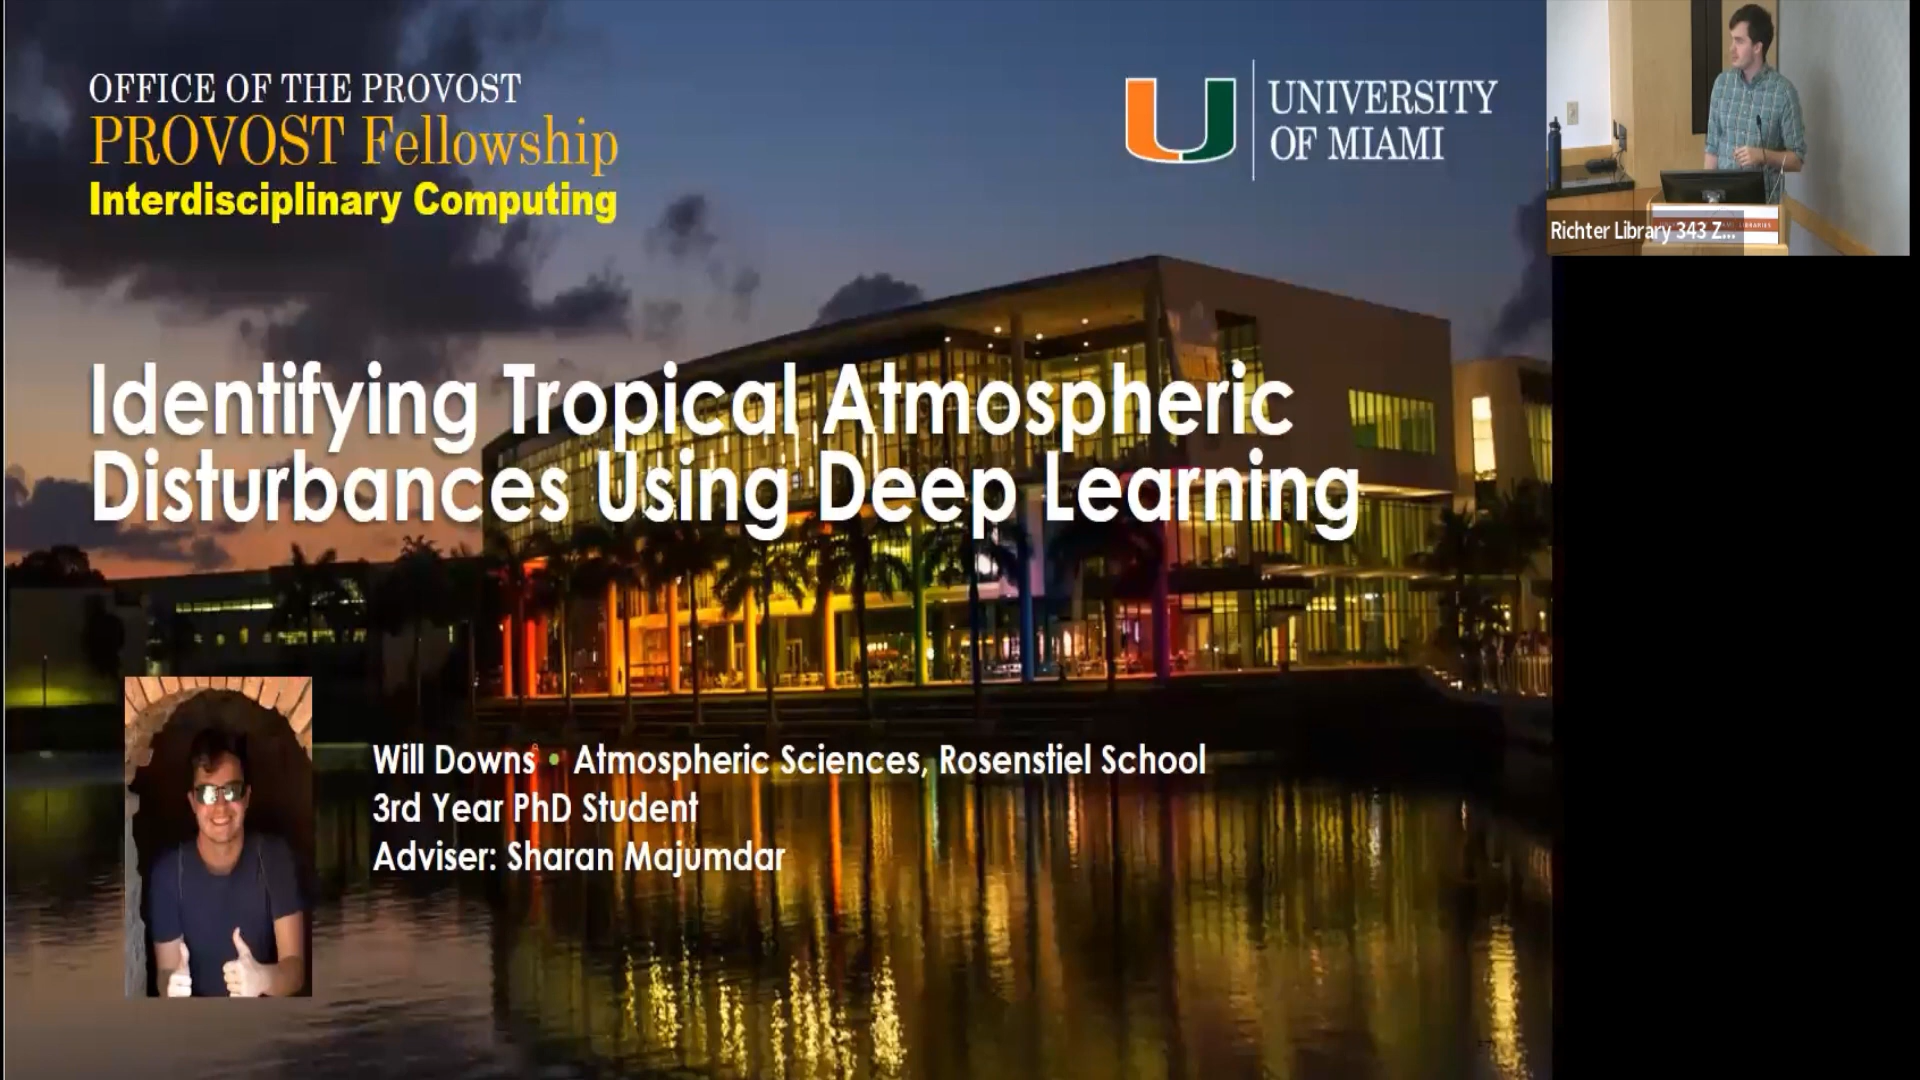 OFFICE OF THE PROVOST
PROVOST Fellowship
Interdisciplinary Computing
UNIVERSITY
OF MIAMI
Richter Library 343 Z...
Identifying Tropical Atmospheric
Disturbances Using Deep Learning
Will Downs • Atmospheric Sciences, Rosenstiel School
3rd Year PhD Student
Adviser: Sharan Majumdar